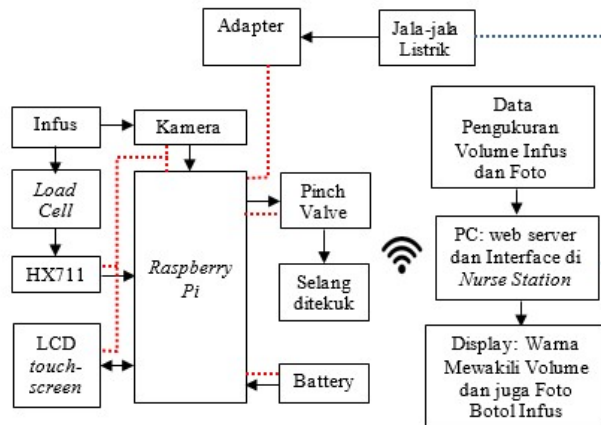 Adapter
Jala-jala
Listrik
Infus
Kamera
Load
Cell
HX711
LCD
touch-
screen
Raspberry
Pi
Pinch
Valve
Selang
ditekuk
Battery
Data
Pengukuran
Volume Infus
dan Foto
PC: web server
dan Interface di
Nurse Station
Display: Warna
Mewakili Volume
dan juga Foto
Botol Infus